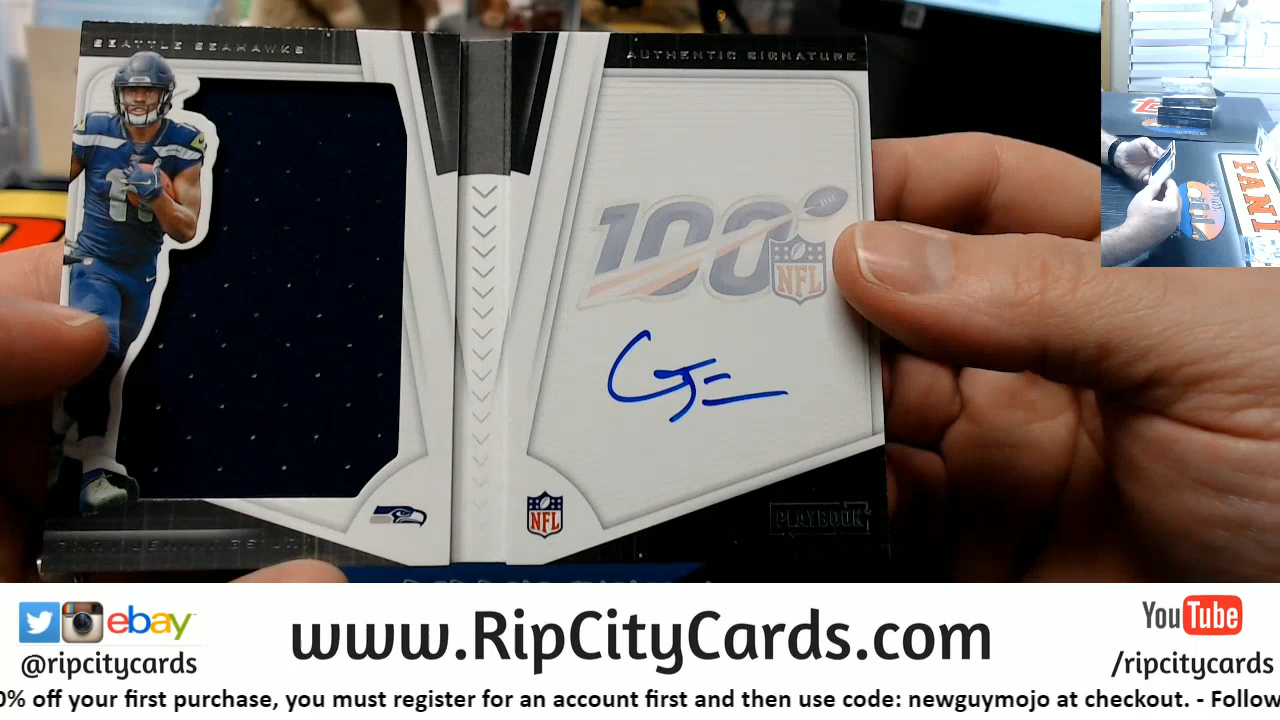 SEATTLE SEAHAWKS
AUTHENTIC SIGNATURE
100
NFL
NFL
PLAYBOOK
PANI
ebay
www.RipCityCards.com
YouTube
@ripcitycards
/ripcitycards
0% off your first purchase, you must register for an account first and then use code: newguymojo at checkout. - Follow